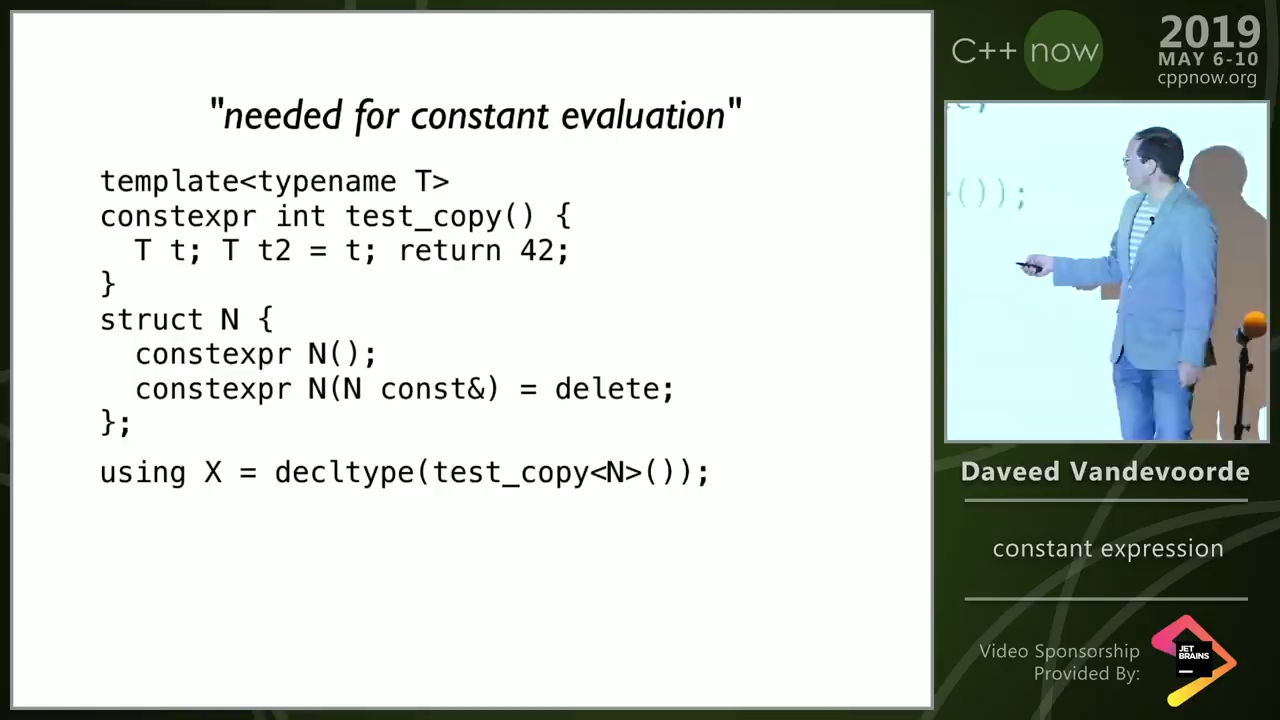 "needed for constant evaluation"
template<typename T>
constexpr int test_copy() {
  T t; T t2 = t; return 42;
}
struct N {
  constexpr N();
  constexpr N(N const&) = delete;
};
using X = decltype(test_copy<N>());
C++ now
2019
MAY 6-10
cppnow.org
());
Daveed Vandevoorde
constant expression
Video Sponsorship
Provided By:
JET
BRAINS